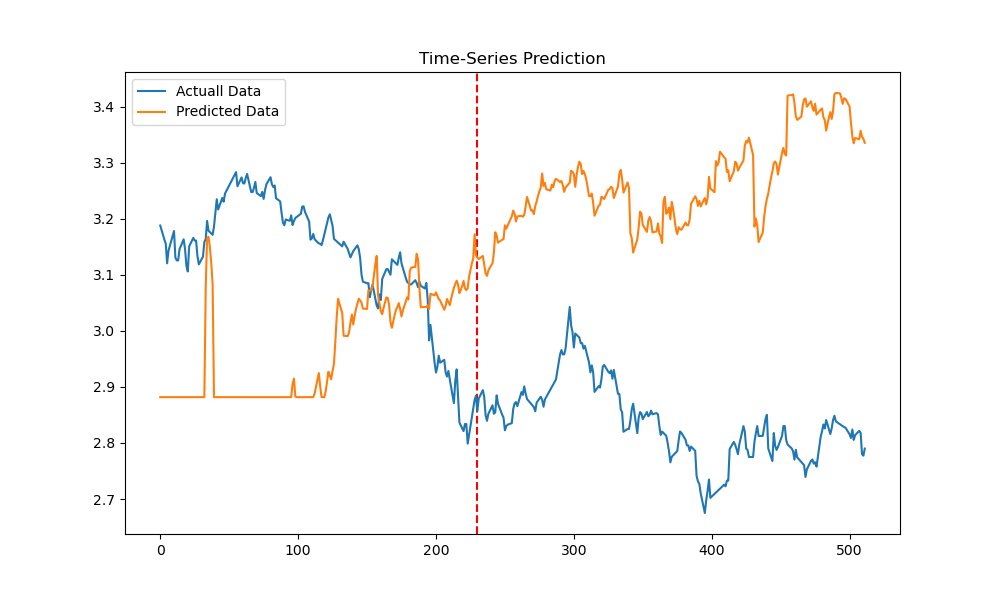 Time-Series Prediction
Actuall Data
Predicted Data
3.4
3.3
3.2
3.1
3.0
2.9
2.8
2.7
0 100 200 300 400 500